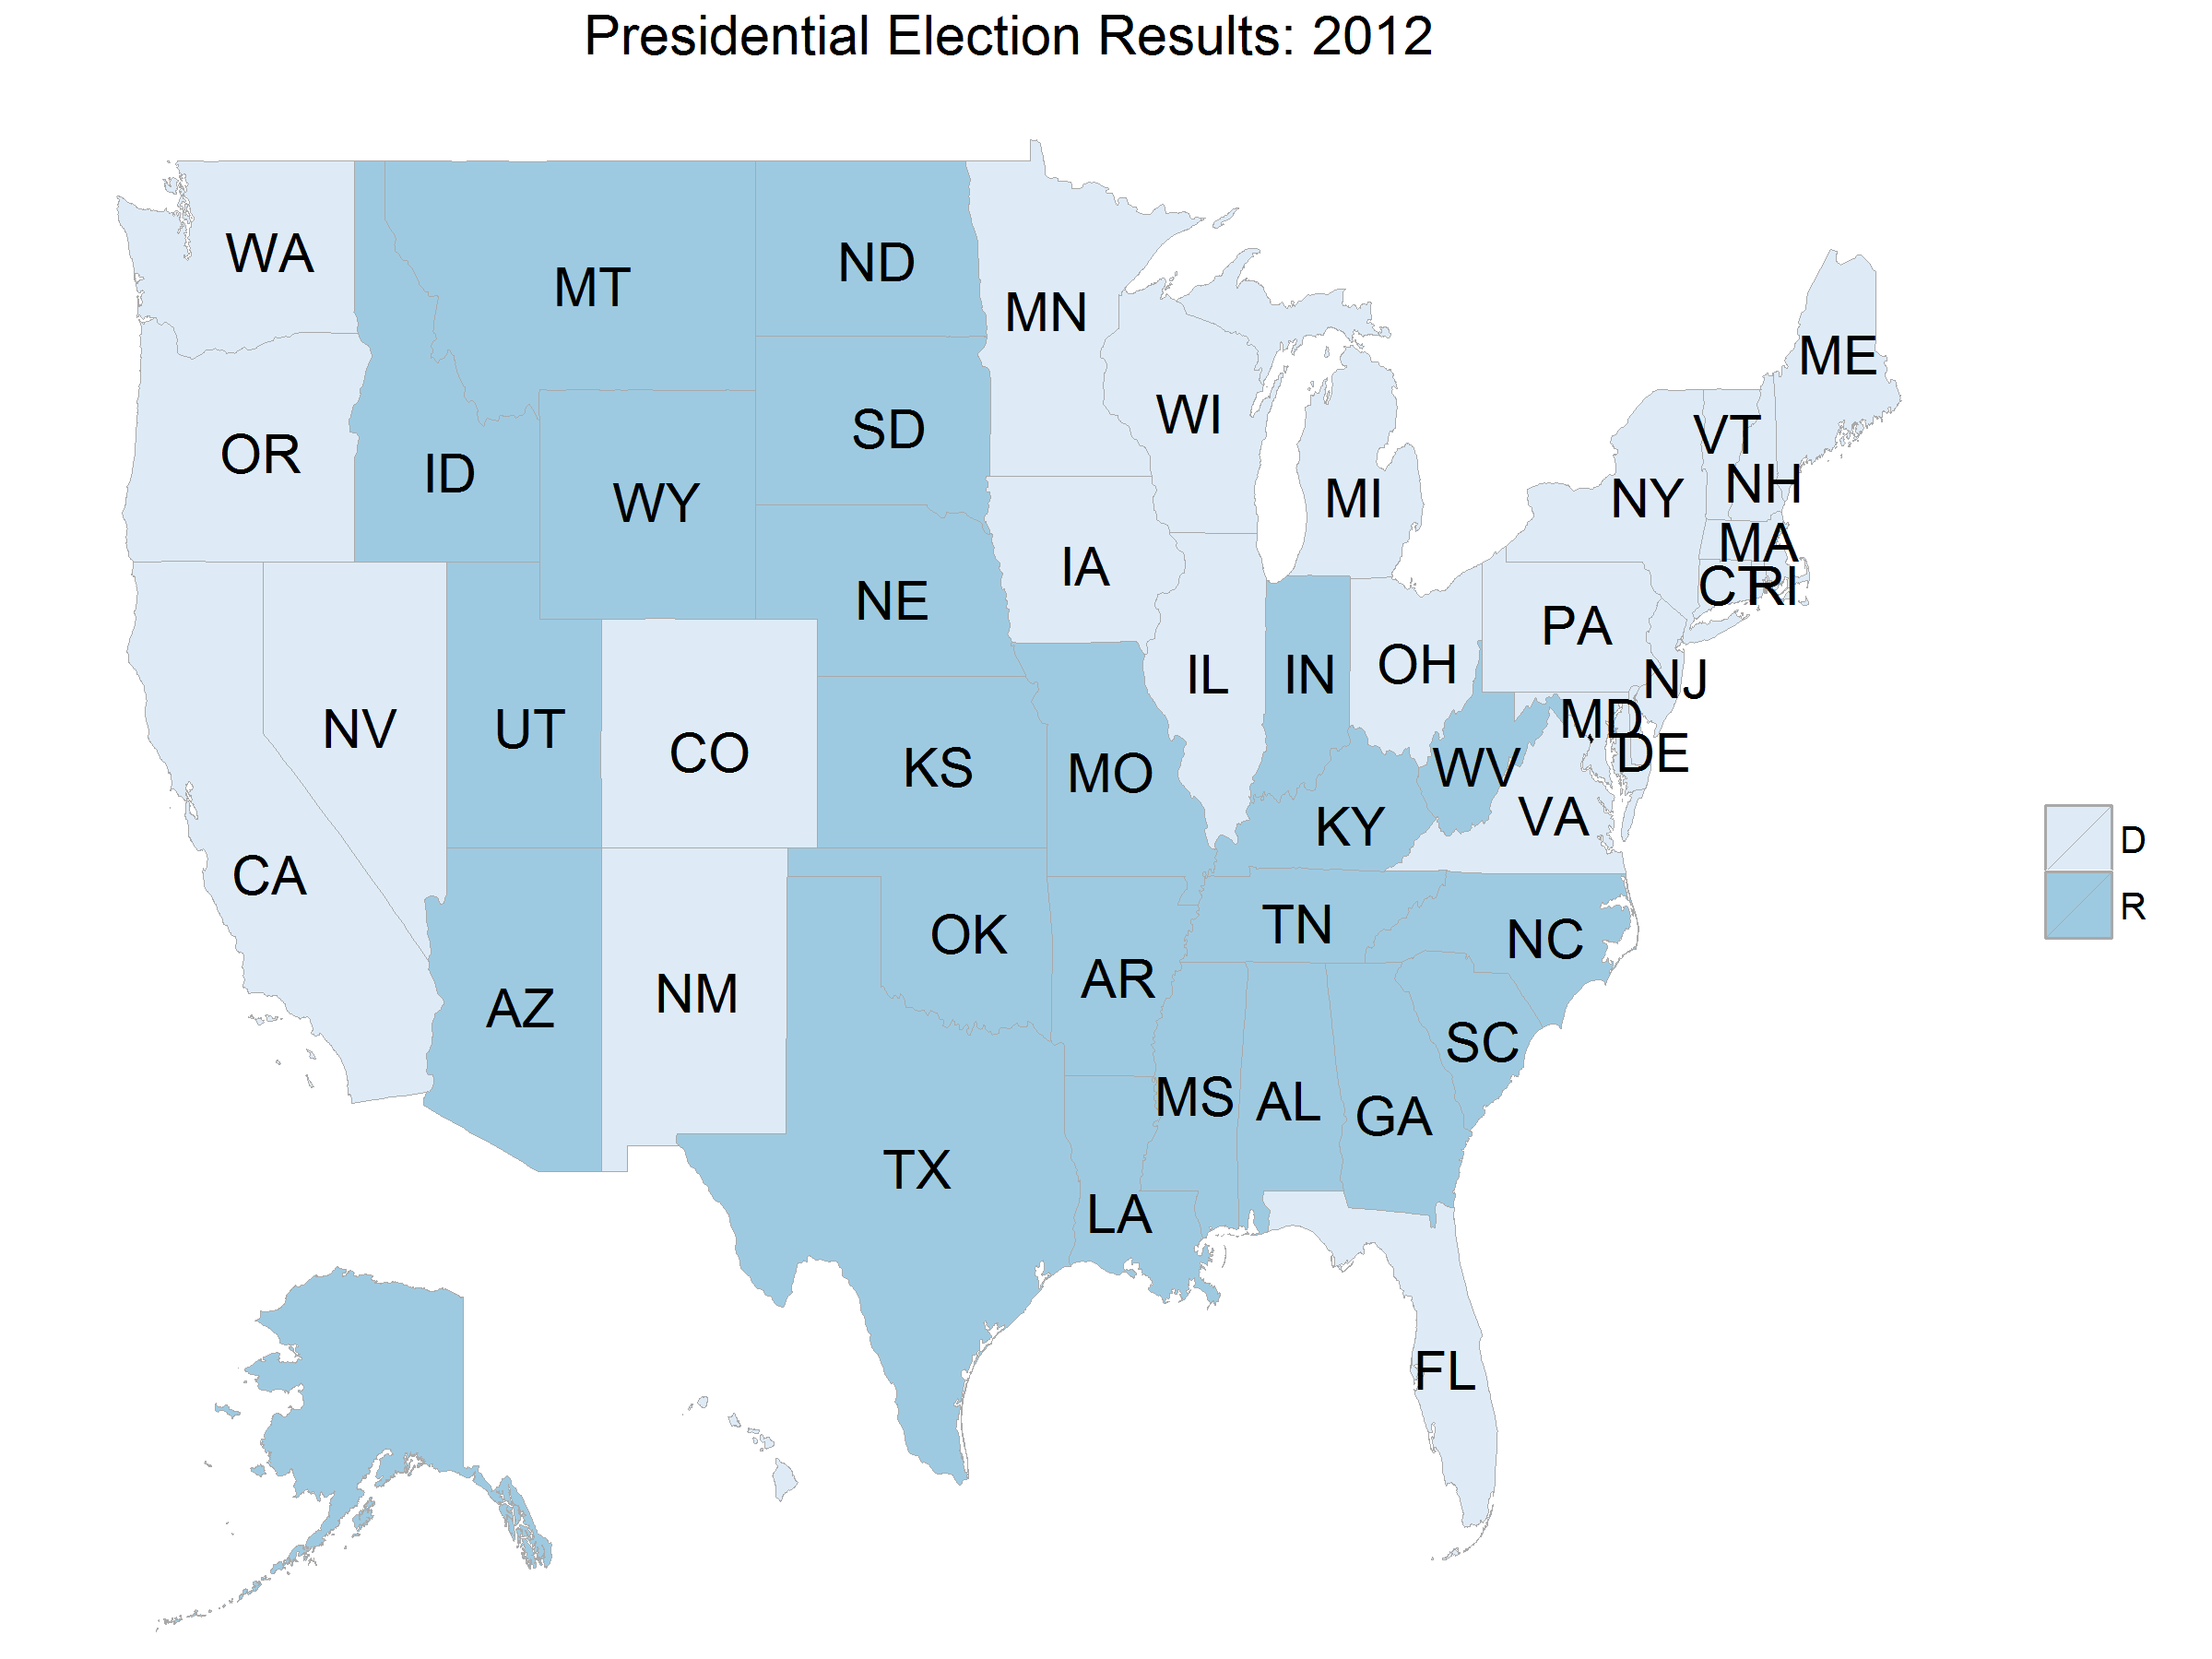 Presidential Election Results: 2012
WA
MT
ND
MN
ME
OR
ID
WY
SD
WI
MI
NY
VT
NH
MA
CT
RI
IA
NE
PA
NJ
NV
UT
CO
KS
MO
IL
IN
OH
MD
DE
WV
VA
KY
CA
D
R
AZ
NM
OK
AR
TN
NC
SC
TX
LA
MS
AL
GA
FL